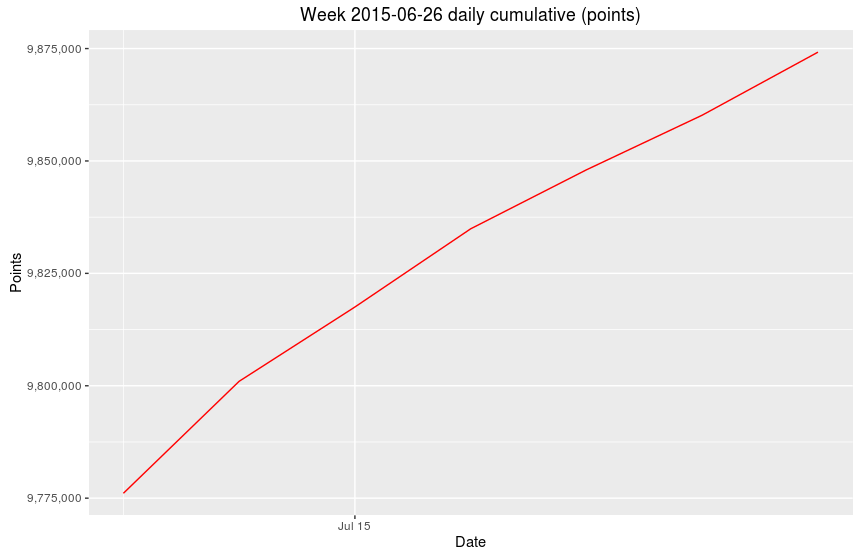 Week 2015-06-26 daily cumulative (points)
9,875,000
9,850,000
9,825,000
9,800,000
9,775,000
Points
Jul 15
Date